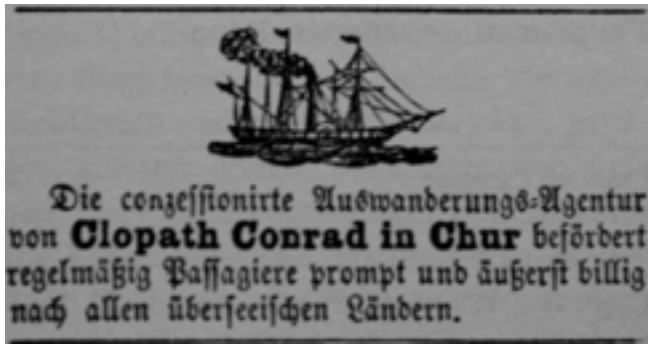 Die conzessionirte Auswanderungs-Agentur
von Clopath Conrad in Chur befördert
regelmäßig Passagiere prompt und äußerst billig
nach allen überseeischen Ländern.